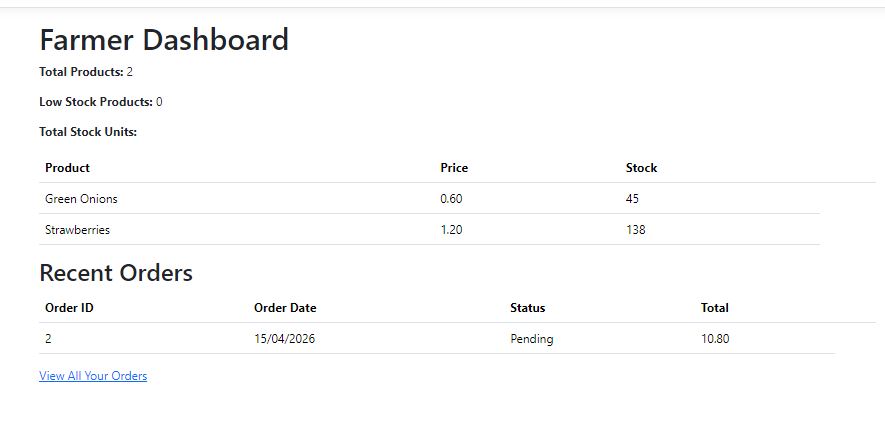 Farmer Dashboard
Total Products: 2
Low Stock Products: 0
Total Stock Units:
Product Price Stock
Green Onions 0.60 45
Strawberries 1.20 138
Recent Orders
Order ID Order Date Status Total
2 15/04/2026 Pending 10.80
View All Your Orders